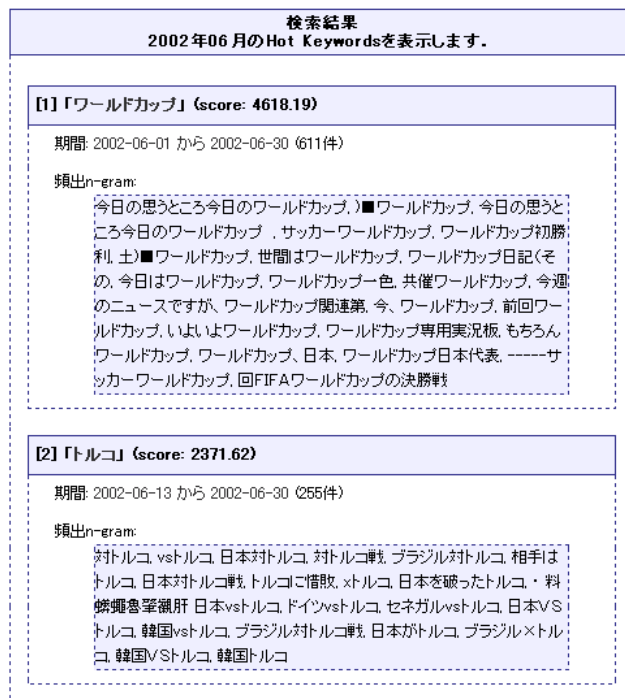 検索結果
2002年06月のHot Keywordsを表示します.
[1]「ワールドカップ」 (score: 4618.19)
期間: 2002-06-01 から 2002-06-30 (611件)
頻出n-gram:
今日の思うところ今日のワールドカップ, )■ワールドカップ, 今日の思うと
ころ今日のワールドカップ , サッカーワールドカップ, ワールドカップ初勝
利, 土)■ワールドカップ, 世間はワールドカップ, ワールドカップ日記(そ
の, 今日はワールドカップ, ワールドカップ一色, 共催ワールドカップ, 今週
のニュースですが、ワールドカップ関連第, 今、ワールドカップ, 前回ワー
ルドカップ, いよいよワールドカップ, ワールドカップ専用実況板, もちろん
ワールドカップ, ワールドカップ、日本, ワールドカップ日本代表, -----サ
ッカーワールドカップ, 回FIFAワールドカップの決勝戦
[2]「トルコ」 (score: 2371.62)
期間: 2002-06-13 から 2002-06-30 (255件)
頻出n-gram:
対トルコ, vsトルコ, 日本対トルコ, 対トルコ戦, ブラジル対トルコ, 相手は
トルコ, 日本対トルコ戦, トルコに惜敗, xトルコ, 日本を破ったトルコ, ・ 料
日本vsトルコ, ドイツvsトルコ, セネガルvsトルコ, 日本VS
トルコ, 韓国vsトルコ, ブラジル対トルコ戦, 日本がトルコ, ブラジル×トル
コ, 韓国VSトルコ, 韓国トルコ